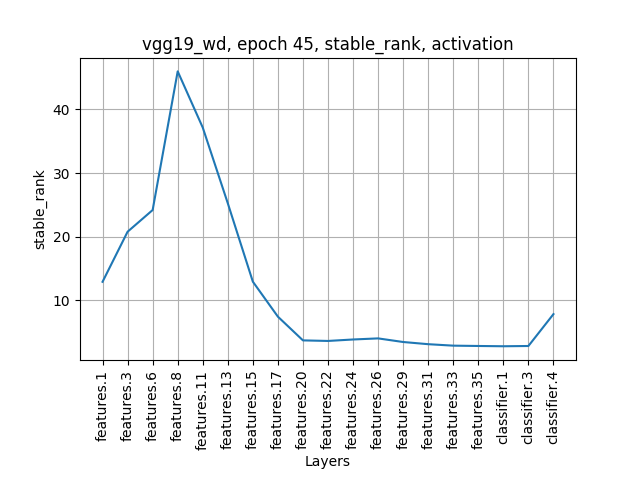 vgg19_wd, epoch 45, stable_rank, activation
40
30
20
10
stable_rank
features.1
features.3
features.6
features.8
features.11
features.13
features.15
features.17
features.20
features.22
features.24
features.26
features.29
features.31
features.33
features.35
classifier.1
classifier.3
classifier.4
Layers